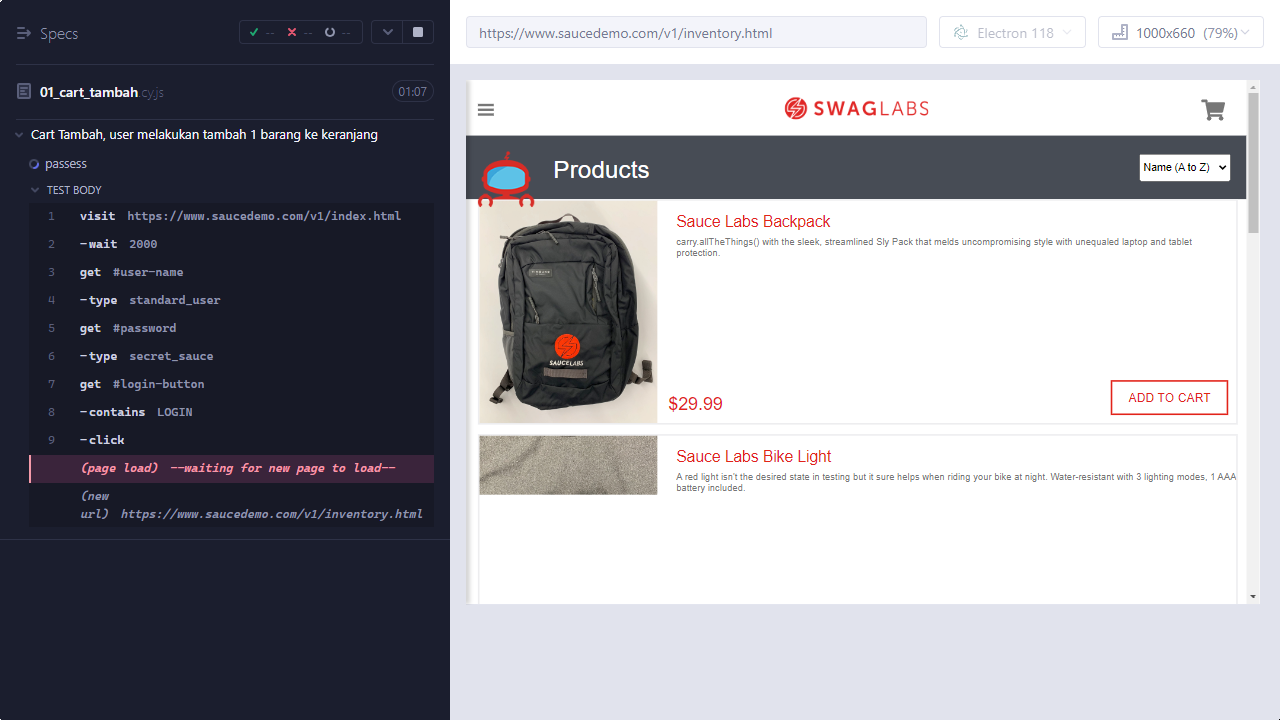 Specs
-- -- --
01_cart_tambah cy.js 01:07
Cart Tambah, user melakukan tambah 1 barang ke keranjang
passess
TEST BODY
1 visit https://www.saucedemo.com/v1/index.html
2 -wait 2000
3 get #user-name
4 -type standard_user
5 get #password
6 -type secret_sauce
7 get #login-button
8 -contains LOGIN
9 -click
(page load) --waiting for new page to load--
(new
url) https://www.saucedemo.com/v1/inventory.html
https://www.saucedemo.com/v1/inventory.html
Electron 118
1000x660 (79%)
SWAGLABS
Products
Name (A to Z)
SAUCELABS
Sauce Labs Backpack
carry.allTheThings() with the sleek, streamlined Sly Pack that melds uncompromising style with unequaled laptop and tablet
protection.
$29.99
ADD TO CART
Sauce Labs Bike Light
A red light isn't the desired state in testing but it sure helps when riding your bike at night. Water-resistant with 3 lighting modes, 1 AAA
battery included.